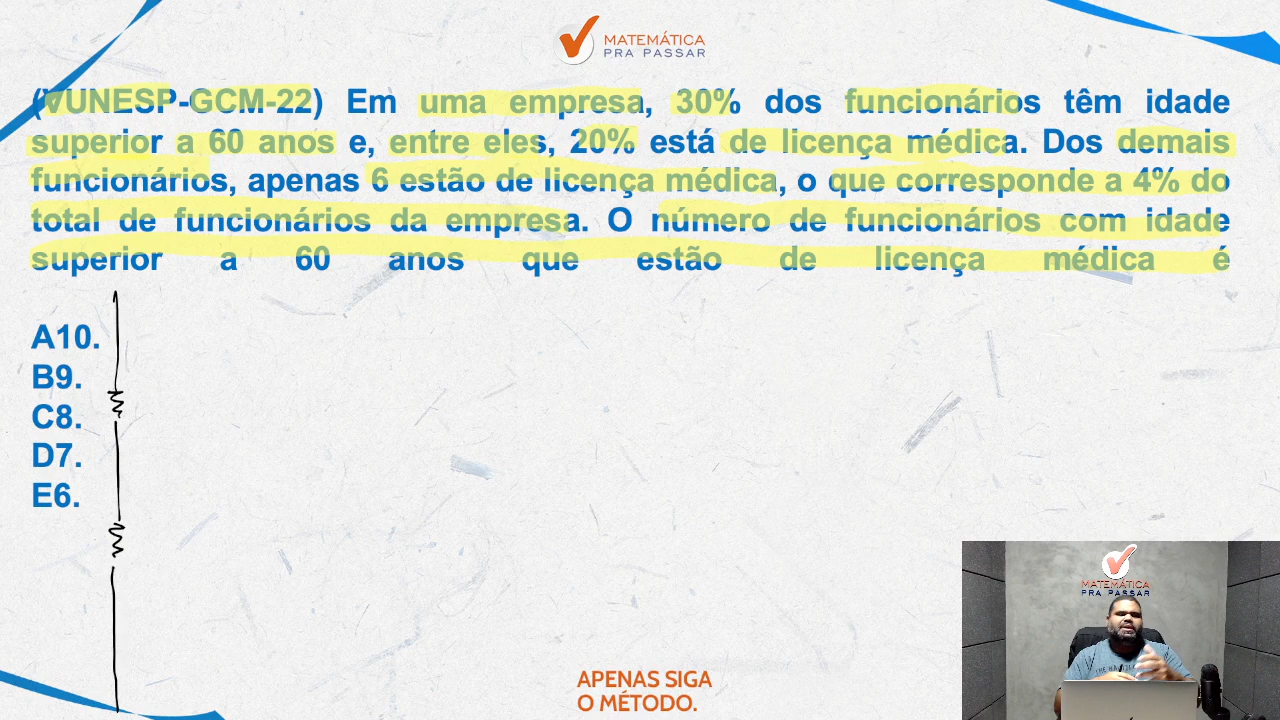 MATEMÁTICA
PRA PASSAR
(VUNESP-GCM-22) Em uma empresa, 30% dos funcionários têm idade
superior a 60 anos e, entre eles, 20% está de licença médica. Dos demais
funcionários, apenas 6 estão de licença médica, o que corresponde a 4% do
total de funcionários da empresa. O número de funcionários com idade
superior a 60 anos que estão de licença médica é
A10.
B9.
C8.
D7.
E6.
MATEMÁTICA
PRA PASSAR
APENAS SIGA
O MÉTODO.